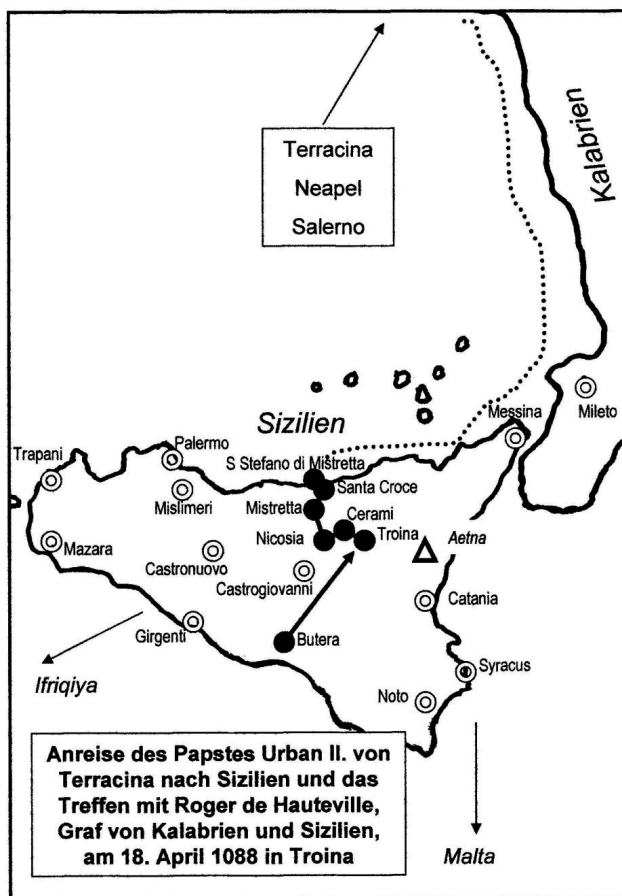 Terracina
Neapel
Salerno
Kalabrien
Sizilien
Messina
Mileto
Trapani
Palermo
S Stefano di Mistretta
Santa Croce
Mislimeri
Mistretta
Cerami
Mazara
Nicosia
Troina
Aetna
Castronuovo
Castrogiovanni
Catania
Girgenti
Butera
Ifriqiya
Syracus
Noto
Anreise des Papstes Urban II. von
Terracina nach Sizilien und das
Treffen mit Roger de Hauteville,
Graf von Kalabrien und Sizilien,
am 18. April 1088 in Troina
Malta